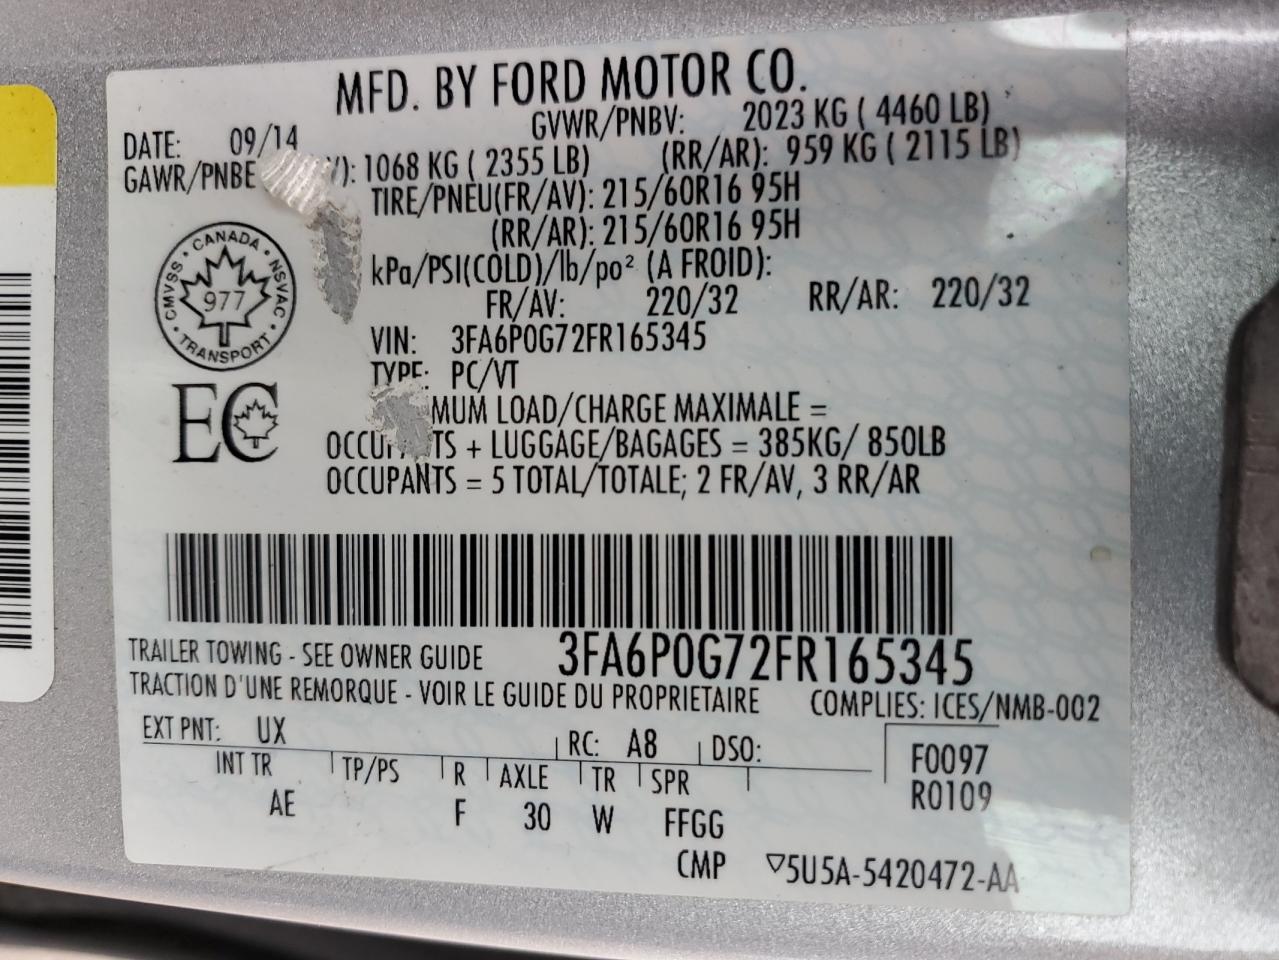 MFD. BY FORD MOTOR CO.
DATE: 09/14 GVWR/PNBV: 2023 KG ( 4460 LB)
GAWR/PNBE V): 1068 KG ( 2355 LB) (RR/AR): 959 KG ( 2115 LB)
TIRE/PNEU(FR/AV): 215/60R16 95H
(RR/AR): 215/60R16 95H
kPa/PSI(COLD)/lb/po² (A FROID):
FR/AV: 220/32 RR/AR: 220/32
CANADA • NSVAC • TRANSPORT • CMVSS •
977
VIN: 3FA6P0G72FR165345
TYPE: PC/VT
EC
MUM LOAD/CHARGE MAXIMALE =
OCCU TS + LUGGAGE/BAGAGES = 385KG/ 850LB
OCCUPANTS = 5 TOTAL/TOTALE; 2 FR/AV, 3 RR/AR
TRAILER TOWING - SEE OWNER GUIDE 3FA6P0G72FR165345
TRACTION D'UNE REMORQUE - VOIR LE GUIDE DU PROPRIETAIRE COMPLIES: ICES/NMB-002
EXT PNT: UX RC: A8 DSO: F0097
INT TR TP/PS R AXLE TR SPR R0109
AE F 30 W FFGG
CMP ▽5U5A-5420472-AA